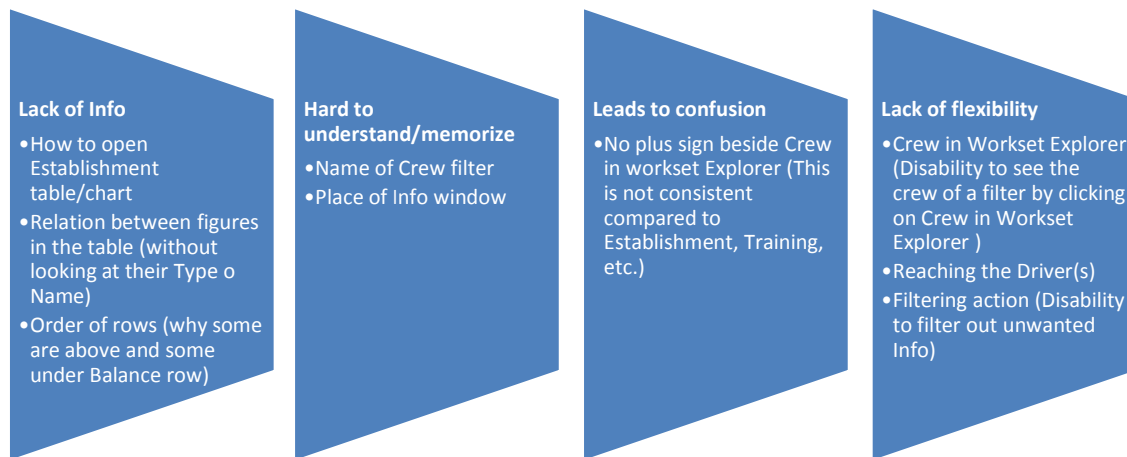 Lack of Info
•How to open
Establishment
table/chart
•Relation between figures
in the table (without
looking at their Type o
Name)
•Order of rows (why some
are above and some
under Balance row)
Hard to
understand/memorize
•Name of Crew filter
•Place of Info window
Leads to confusion
•No plus sign beside Crew
in workset Explorer (This
is not consistent
compared to
Establishment, Training,
etc.)
Lack of flexibility
•Crew in Workset Explorer
(Disability to see the
crew of a filter by clicking
on Crew in Workset
Explorer )
•Reaching the Driver(s)
•Filtering action (Disability
to filter out unwanted
Info)